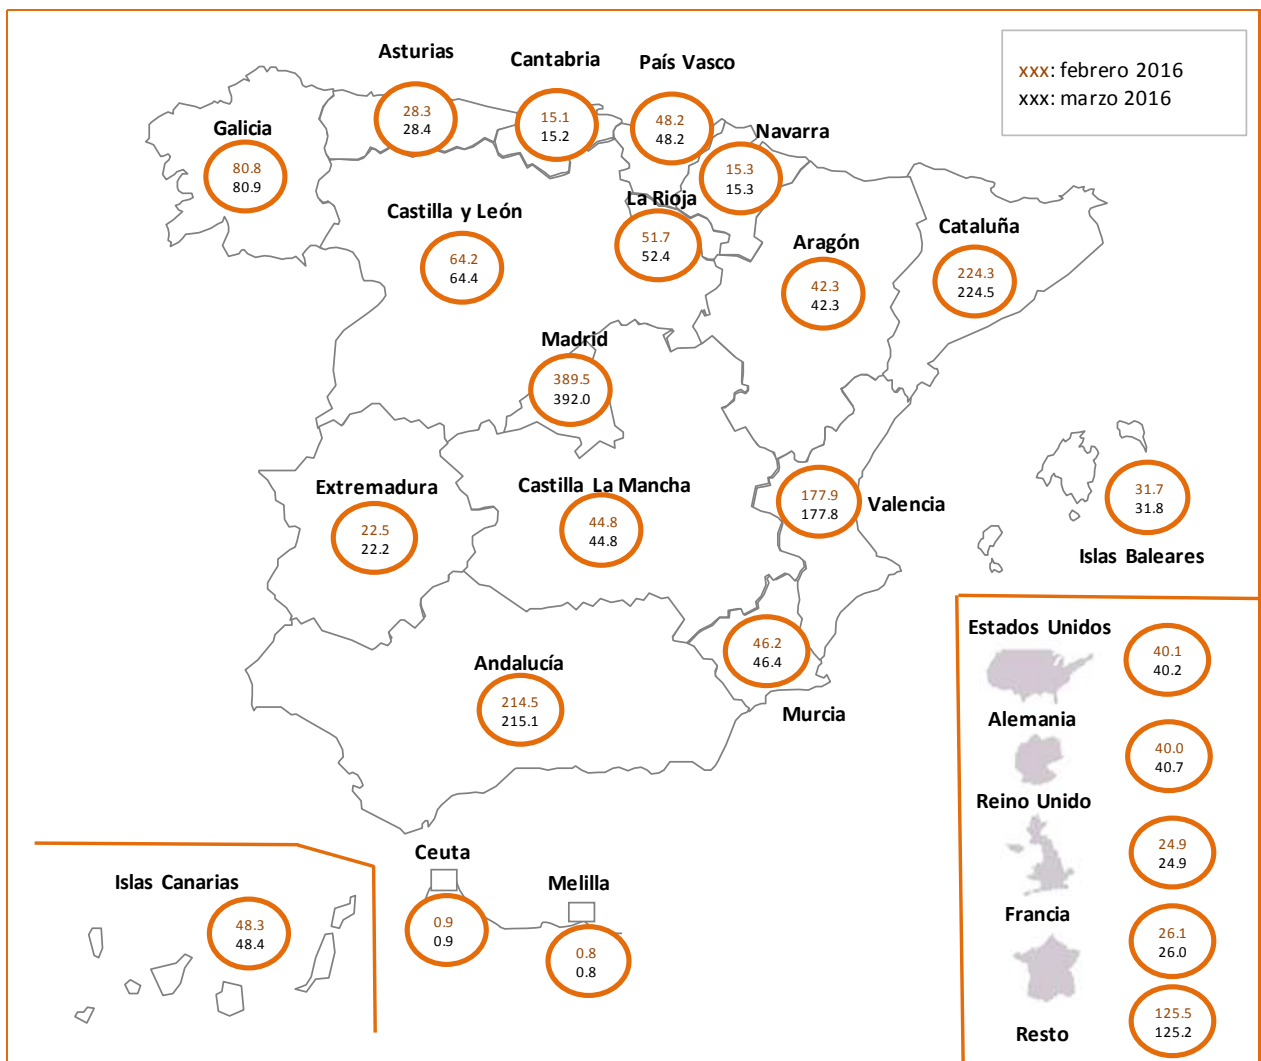 xxx: febrero 2016
xxx: marzo 2016
Asturias
28.3
28.4
Cantabria
15.1
15.2
País Vasco
48.2
48.2
Navarra
15.3
15.3
Galicia
80.8
80.9
Castilla y León
64.2
64.4
La Rioja
51.7
52.4
Aragón
42.3
42.3
Cataluña
224.3
224.5
Madrid
389.5
392.0
Extremadura
22.5
22.2
Castilla La Mancha
44.8
44.8
177.9
177.8
Valencia
31.7
31.8
Islas Baleares
Andalucía
214.5
215.1
46.2
46.4
Murcia
Estados Unidos
40.1
40.2
Alemania
40.0
40.7
Reino Unido
24.9
24.9
Francia
26.1
26.0
Resto
125.5
125.2
Islas Canarias
48.3
48.4
Ceuta
0.9
0.9
Melilla
0.8
0.8